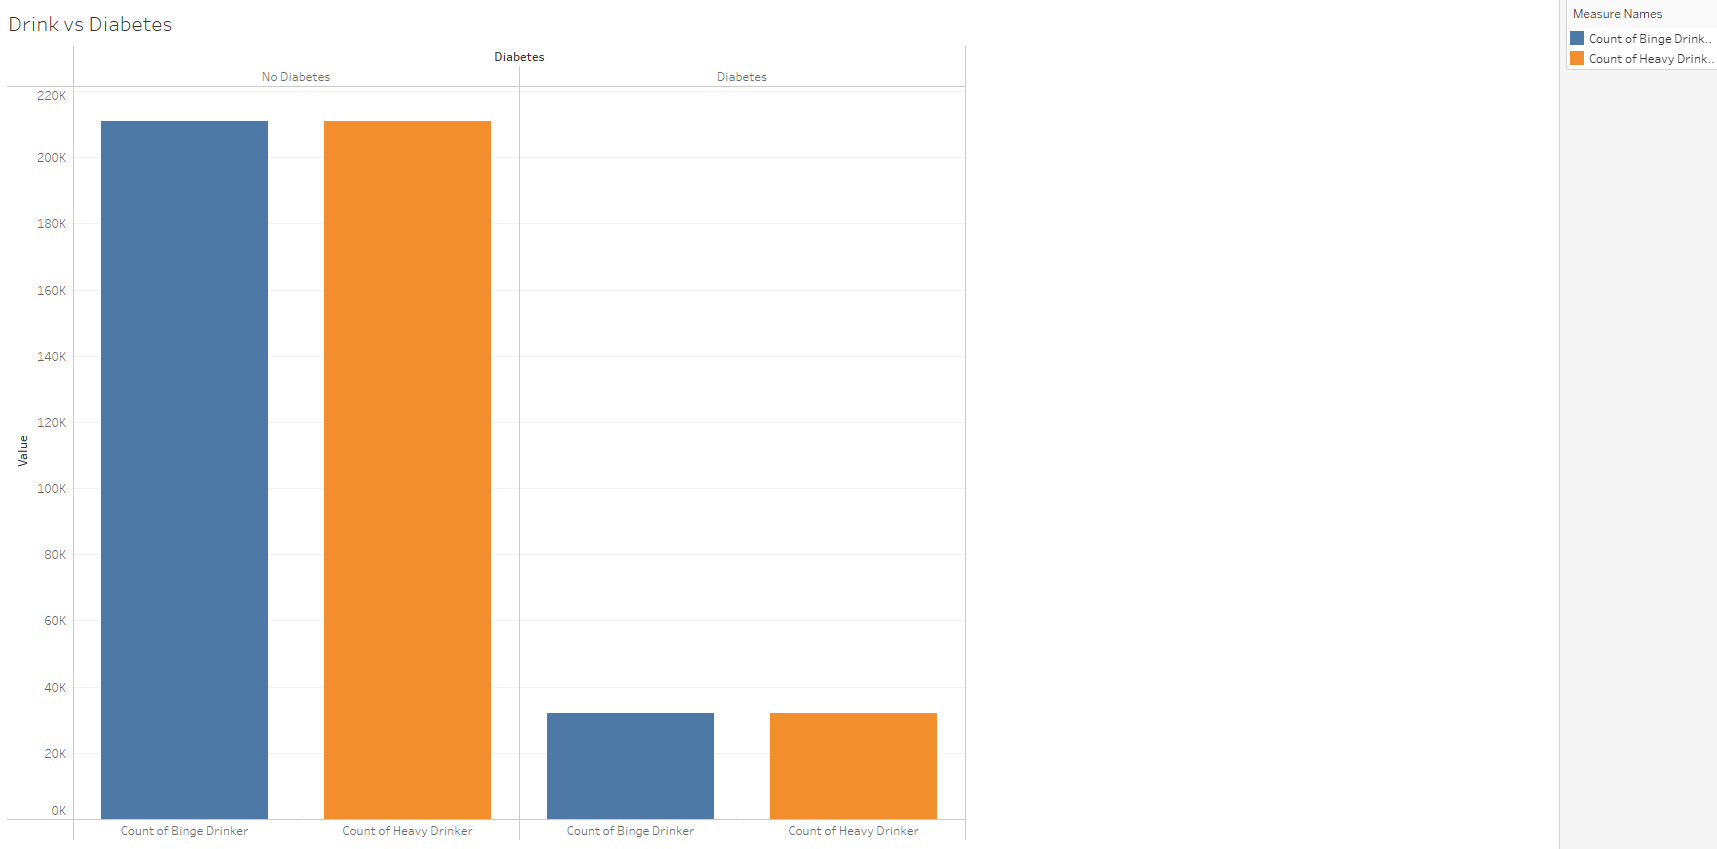 Drink vs Diabetes
Measure Names
Count of Binge Drink..
Count of Heavy Drink..
Diabetes
No Diabetes
Diabetes
220K
200K
180K
160K
140K
120K
100K
80K
60K
40K
20K
0K
Value
Count of Binge Drinker
Count of Heavy Drinker
Count of Binge Drinker
Count of Heavy Drinker